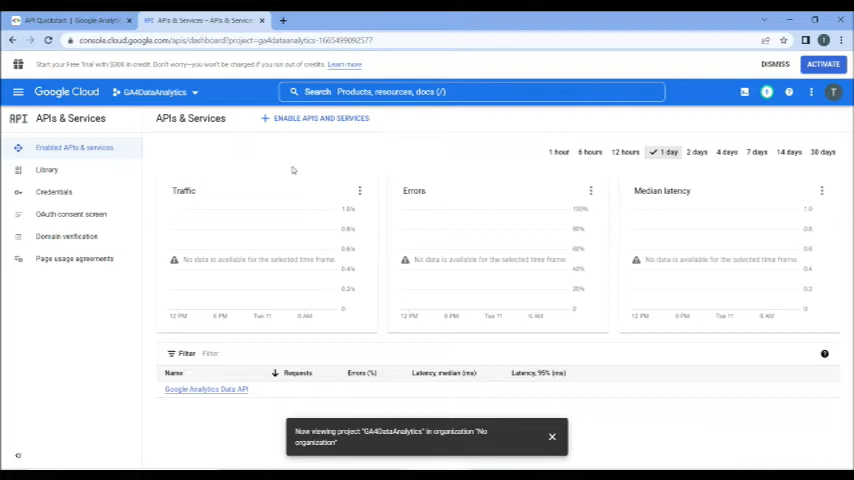 API Quickstart | Google Analytic
APIs & Services – APIs & Service
console.cloud.google.com/apis/dashboard?project=ga4dataanalytics-1665499092577
Start your Free Trial with $300 in credit. Don't worry—you won't be charged if you run out of credits. Learn more
DISMISS
ACTIVATE
Google Cloud
GA4DataAnalytics
Search Products, resources, docs (/)
1
T
API APIs & Services
APIs & Services
+ ENABLE APIS AND SERVICES
Enabled APIs & services
Library
Credentials
OAuth consent screen
Domain verification
Page usage agreements
1 hour 6 hours 12 hours 1 day 2 days 4 days 7 days 14 days 30 days
Traffic
1.0/s
0.8/s
0.6/s
No data is available for the selected time frame.
0.4/s
0.2/s
0
12 PM 6 PM Tue 11 6 AM
Errors
100%
80%
60%
No data is available for the selected time frame.
40%
20%
0
12 PM 6 PM Tue 11 6 AM
Median latency
1.0
0.8
0.6
No data is available for the selected time frame.
0.4
0.2
0
12 PM 6 PM Tue 11 6 AM
Filter Filter
Name Requests Errors (%) Latency, median (ms) Latency, 95% (ms)
Google Analytics Data API
Now viewing project "GA4DataAnalytics" in organization "No
organization"